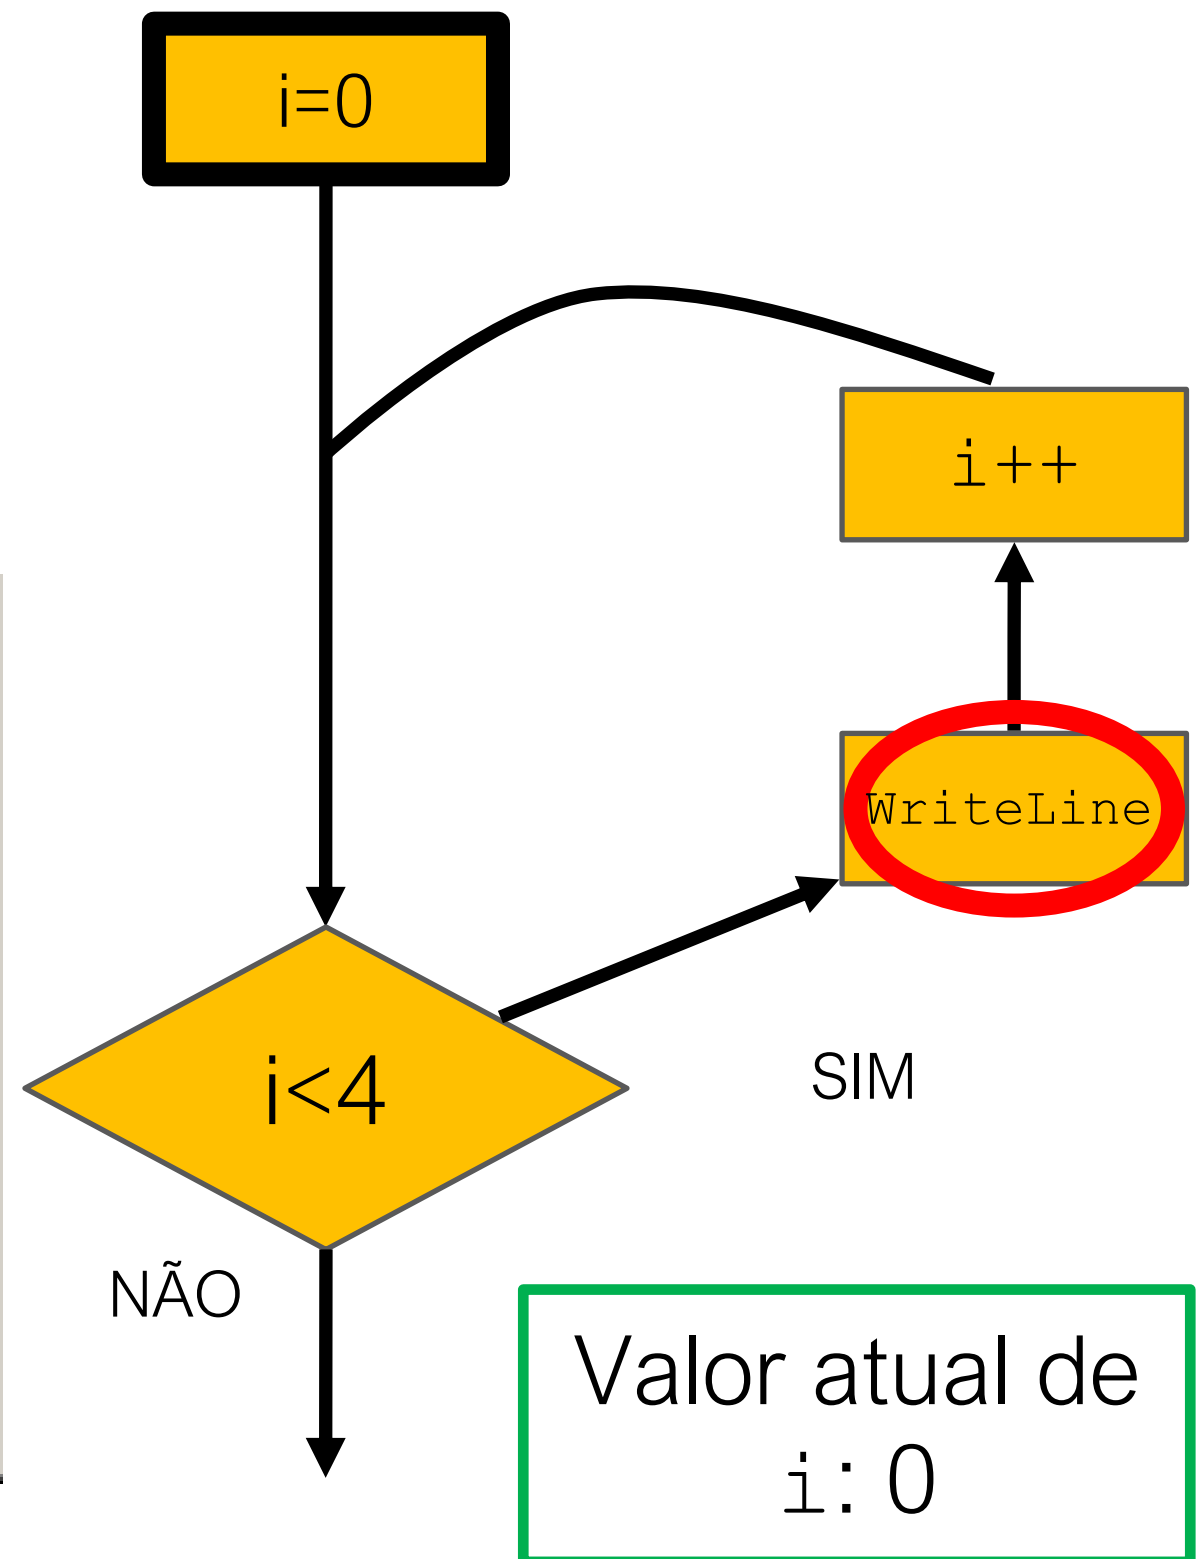 i=0
i++
WriteLine
i<4
SIM
NÃO
Valor atual de
i: 0